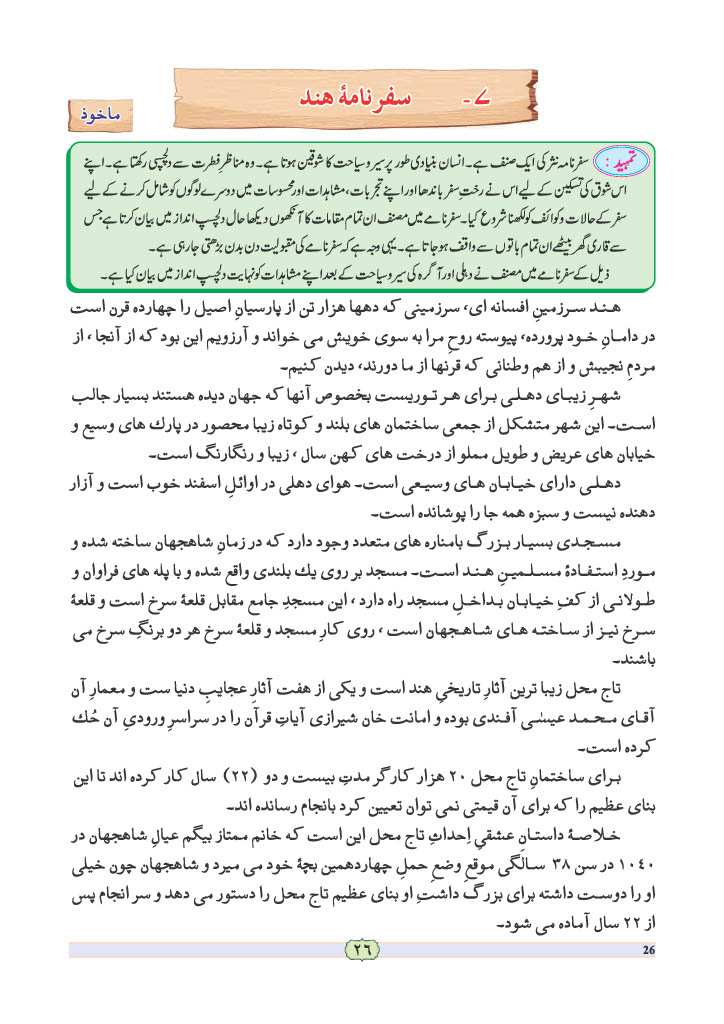 ۷- سفر نامۂ هند
ماخوذ
تمہید : سفرنامہ نثر کی ایک صنف ہے۔ انسان بنیادی طور پر سیر و سیاحت کا شوقین ہوتا ہے۔ وہ مناظرِ فطرت سے دلچسپی رکھتا ہے۔ اپنے
اس شوق کی تسکین کے لیے اس نے رختِ سفر باندھا اور اپنے تجربات، مشاہدات اور محسوسات میں دوسرے لوگوں کو شامل کرنے کے لیے
سفر کے حالات و کوائف کو لکھنا شروع کیا۔ سفرنامے میں مصنف ان تمام مقامات کا آنکھوں دیکھا حال دلچسپ انداز میں بیان کرتا ہے جس
سے قاری گھر بیٹھے ان تمام باتوں سے واقف ہو جاتا ہے۔ یہی وجہ ہے کہ سفرنامے کی مقبولیت دن بدن بڑھتی جا رہی ہے۔
ذیل کے سفرنامے میں مصنف نے دہلی اور آگرہ کی سیر و سیاحت کے بعد اپنے مشاہدات کو نہایت دلچسپ انداز میں بیان کیا ہے۔
هند سرزمینِ افسانه ای، سرزمینی که دهها هزار تن از پارسیانِ اصیل را چهارده قرن است
در دامانِ خود پرورده، پیوسته روحِ مرا به سوی خویش می خواند و آرزویم این بود که از آنجا، از
مردمِ نجیبش و از هم وطنانی که قرنها از ما دورند، دیدن کنیم۔
شهرِ زیبای دهلی برای هر توریست بخصوص آنها که جهان دیده هستند بسیار جالب
است۔ این شهر متشکل از جمعی ساختمان های بلند و کوتاه زیبا محصور در پارك های وسیع و
خیابان های عریض و طویل مملو از درخت های کهن سال ، زیبا و رنگارنگ است۔
دهلی دارای خیابان های وسیعی است۔ هوای دهلی در اوائلِ اسفند خوب است و آزار
دهنده نیست و سبزه همه جا را پوشانده است۔
مسجدی بسیار بزرگ بامناره های متعدد وجود دارد که در زمانِ شاهجهان ساخته شده و
موردِ استفادۂ مسلمینِ هند است۔ مسجد بر روی یك بلندی واقع شده و با پله های فراوان و
طولانی از کفِ خیابان بداخلِ مسجد راه دارد ، این مسجدِ جامع مقابل قلعۂ سرخ است و قلعۂ
سرخ نیز از ساخته های شاهجهان است ، روی کارِ مسجد و قلعۂ سرخ هر دو برنگِ سرخ می
باشند۔
تاج محل زیبا ترین آثارِ تاریخیِ هند است و یکی از هفت آثارِ عجایبِ دنیا ست و معمارِ آن
آقای محمد عیسٰی آفندی بوده و امانت خان شیرازی آیاتِ قرآن را در سراسرِ ورودیِ آن حُك
کرده است۔
برای ساختمانِ تاج محل ۲۰ هزار کارگر مدتِ بیست و دو (۲۲) سال کار کرده اند تا این
بنای عظیم را که برای آن قیمتی نمی توان تعیین کرد بانجام رسانده اند۔
خلاصۂ داستانِ عشقیِ اِحداثِ تاج محل این است که خانم ممتاز بیگم عیالِ شاهجهان در
۱۰۴۰ در سن ۳۸ سالگی موقعِ وضعِ حملِ چهاردهمین بچۂ خود می میرد و شاهجهان چون خیلی
او را دوست داشته برای بزرگ داشتِ او بنای عظیم تاج محل را دستور می دهد و سر انجام پس
از ۲۲ سال آماده می شود۔
۲۶
26